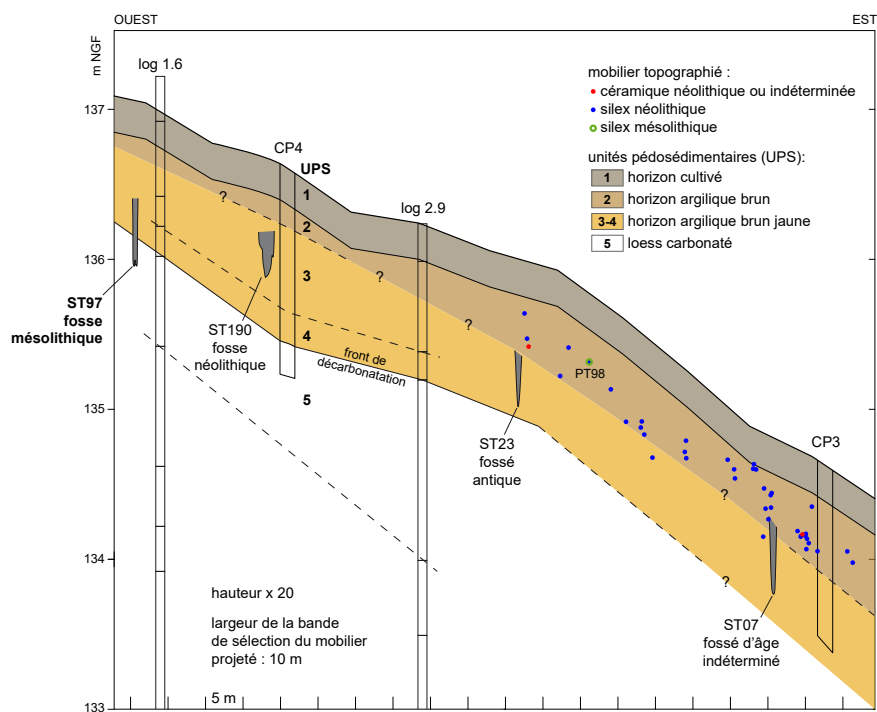 OUEST
EST
m NGF
log 1.6
137
136
135
134
133
CP4
UPS
1
2
3
4
5
log 2.9
CP3
?
?
?
?
?
ST97
fosse
mésolithique
ST190
fosse
néolithique
front de
décarbonatation
ST23
fossé
antique
PT98
ST07
fossé d'âge
indéterminé
mobilier topographié :
céramique néolithique ou indéterminée
silex néolithique
silex mésolithique
unités pédosédimentaires (UPS):
1 horizon cultivé
2 horizon argilique brun
3-4 horizon argilique brun jaune
5 loess carbonaté
hauteur x 20
largeur de la bande
de sélection du mobilier
projeté : 10 m
5 m